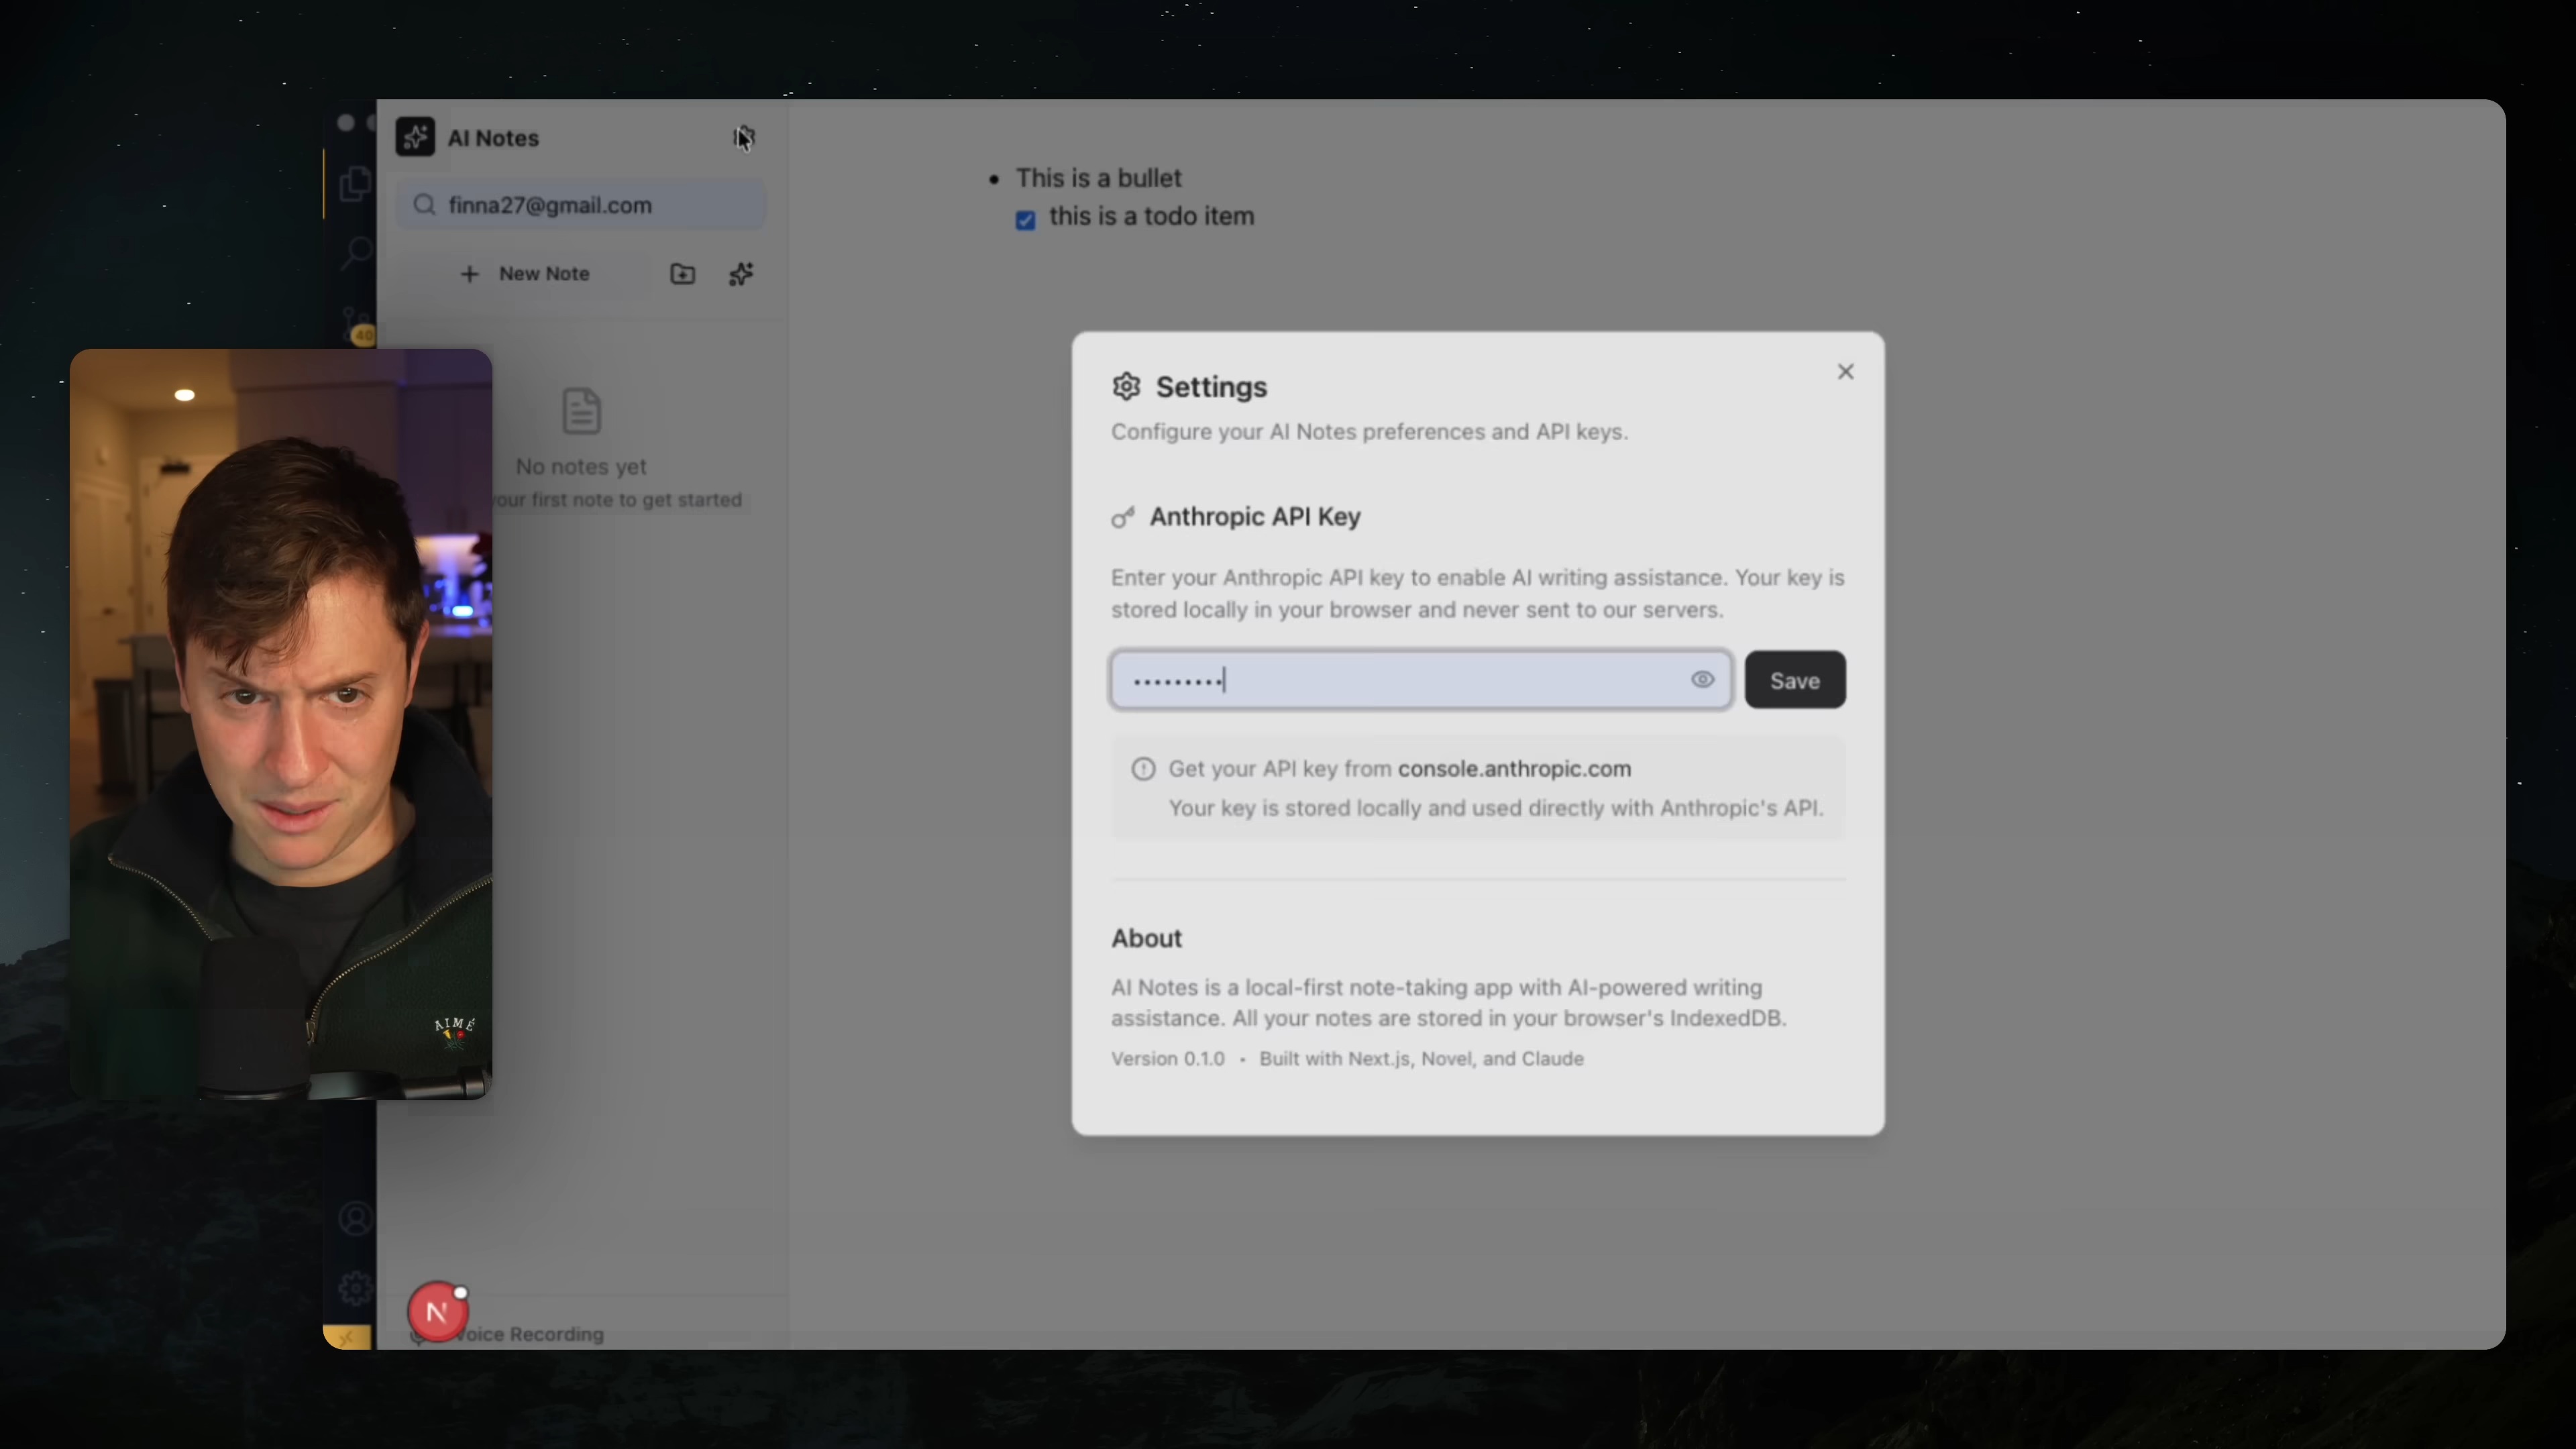 AI Notes
finna27@gmail.com
New Note
No notes yet
your first note to get started
Voice Recording
This is a bullet
this is a todo item
40
Settings
Configure your AI Notes preferences and API keys.
Anthropic API Key
Enter your Anthropic API key to enable AI writing assistance. Your key is
stored locally in your browser and never sent to our servers.
Save
Get your API key from console.anthropic.com
Your key is stored locally and used directly with Anthropic's API.
About
AI Notes is a local-first note-taking app with AI-powered writing
assistance. All your notes are stored in your browser's IndexedDB.
Version 0.1.0 • Built with Next.js, Novel, and Claude
N
AIMÉ